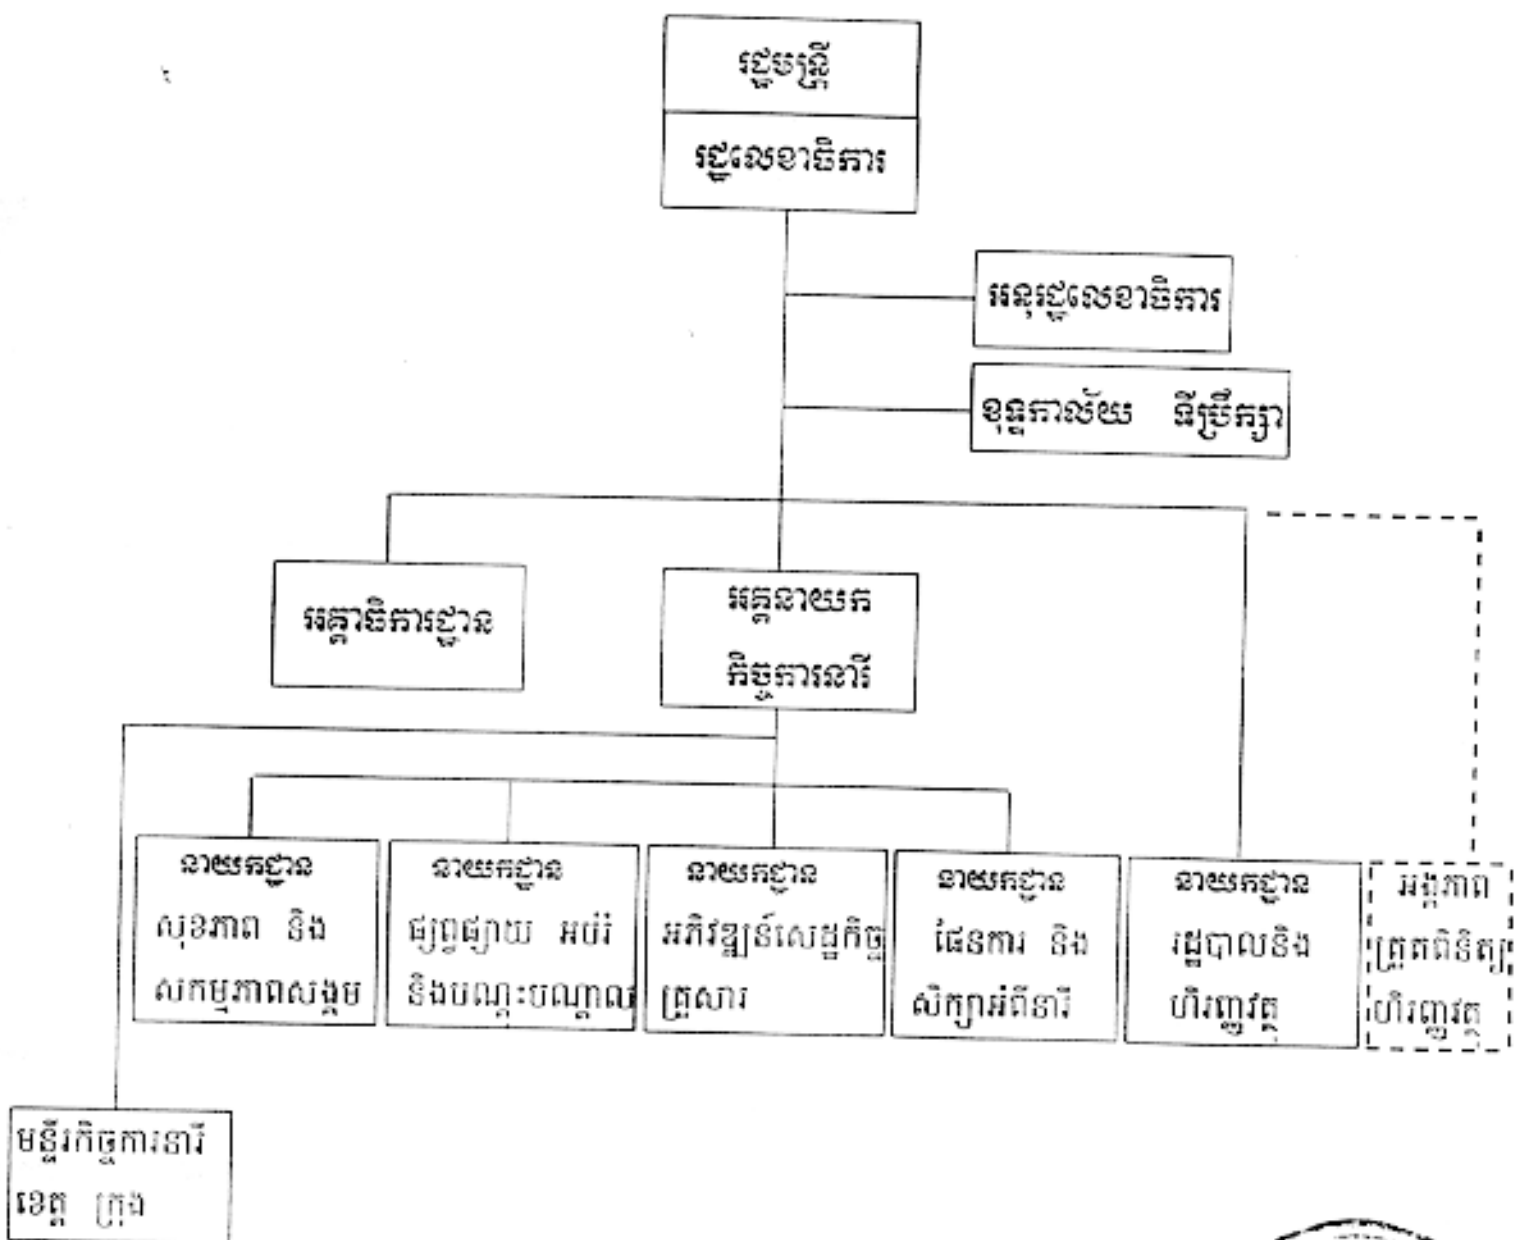 រដ្ឋមន្ត្រី
រដ្ឋលេខាធិការ
អនុរដ្ឋលេខាធិការ
ខុទ្ទកាល័យ ទីប្រឹក្សា
អគ្គាធិការដ្ឋាន
អគ្គនាយក
កិច្ចការនារី
នាយកដ្ឋាន
សុខភាព និង
សកម្មភាពសង្គម
នាយកដ្ឋាន
ផ្សព្វផ្សាយ អប់រំ
និងបណ្តុះបណ្តាល
នាយកដ្ឋាន
អភិវឌ្ឍន៍សេដ្ឋកិច្ច
គ្រួសារ
នាយកដ្ឋាន
ផែនការ និង
សិក្សាអំពីនារី
នាយកដ្ឋាន
រដ្ឋបាលនិង
ហិរញ្ញវត្ថុ
អង្គភាព
ត្រួតពិនិត្យ
ហិរញ្ញវត្ថុ
មន្ទីរកិច្ចការនារី
ខេត្ត ក្រុង